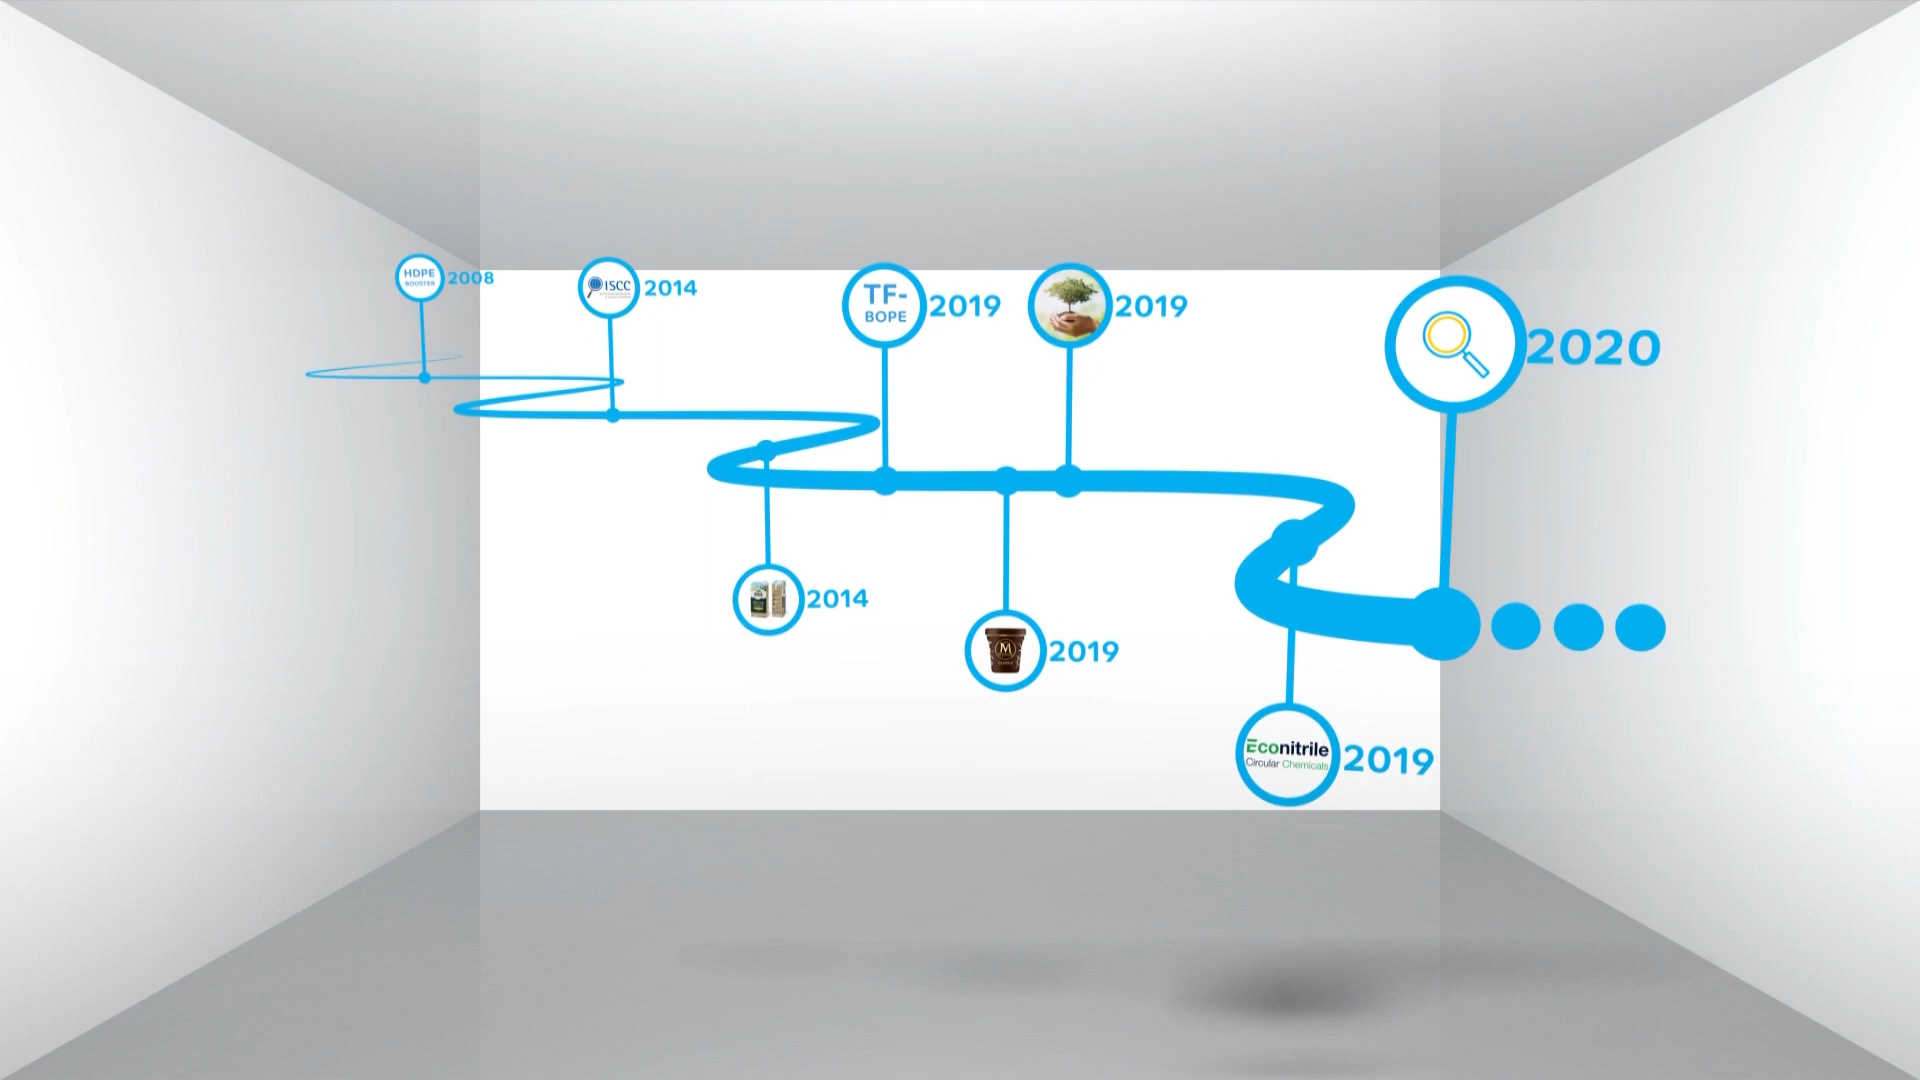 HDPE
BOOSTER
2008
ISCC
2014
TF-
BOPE
2019
2019
2020
2014
M
2019
Econitrile
Circular Chemicals
2019